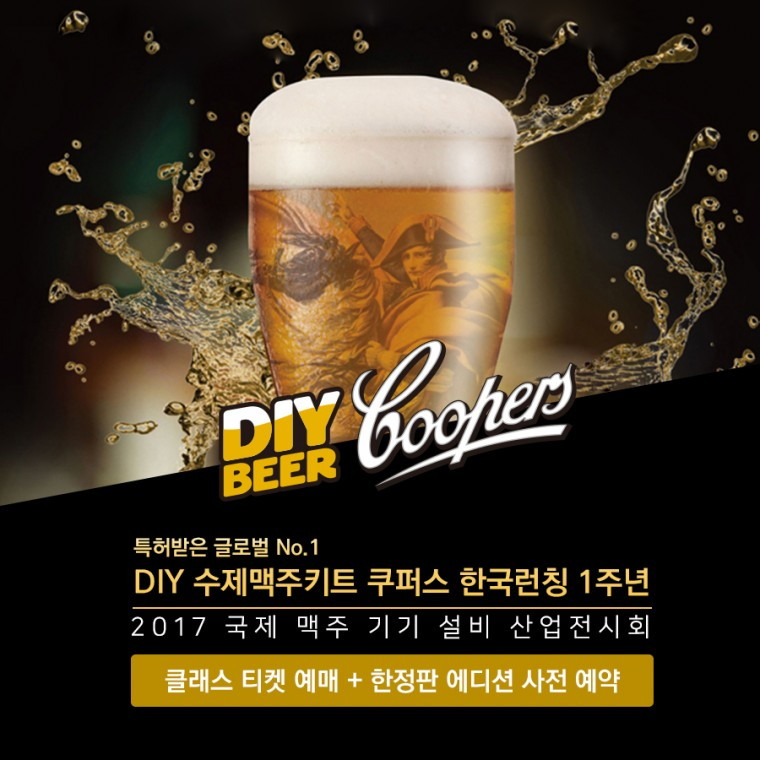 DIY Coopers
BEER
특허받은 글로벌 No.1
DIY 수제맥주키트 쿠퍼스 한국런칭 1주년
2017 국제 맥주 기기 설비 산업전시회
클래스 티켓 예매 + 한정판 에디션 사전 예약